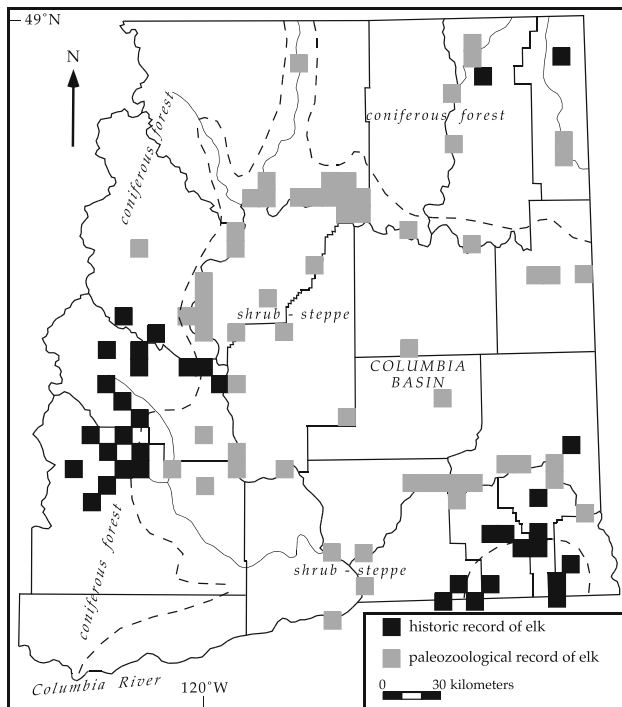 49°N
N
coniferous forest
coniferous forest
shrub - steppe
COLUMBIA
BASIN
coniferous forest
shrub - steppe
historic record of elk
paleozoological record of elk
0 30 kilometers
Columbia River
120°W